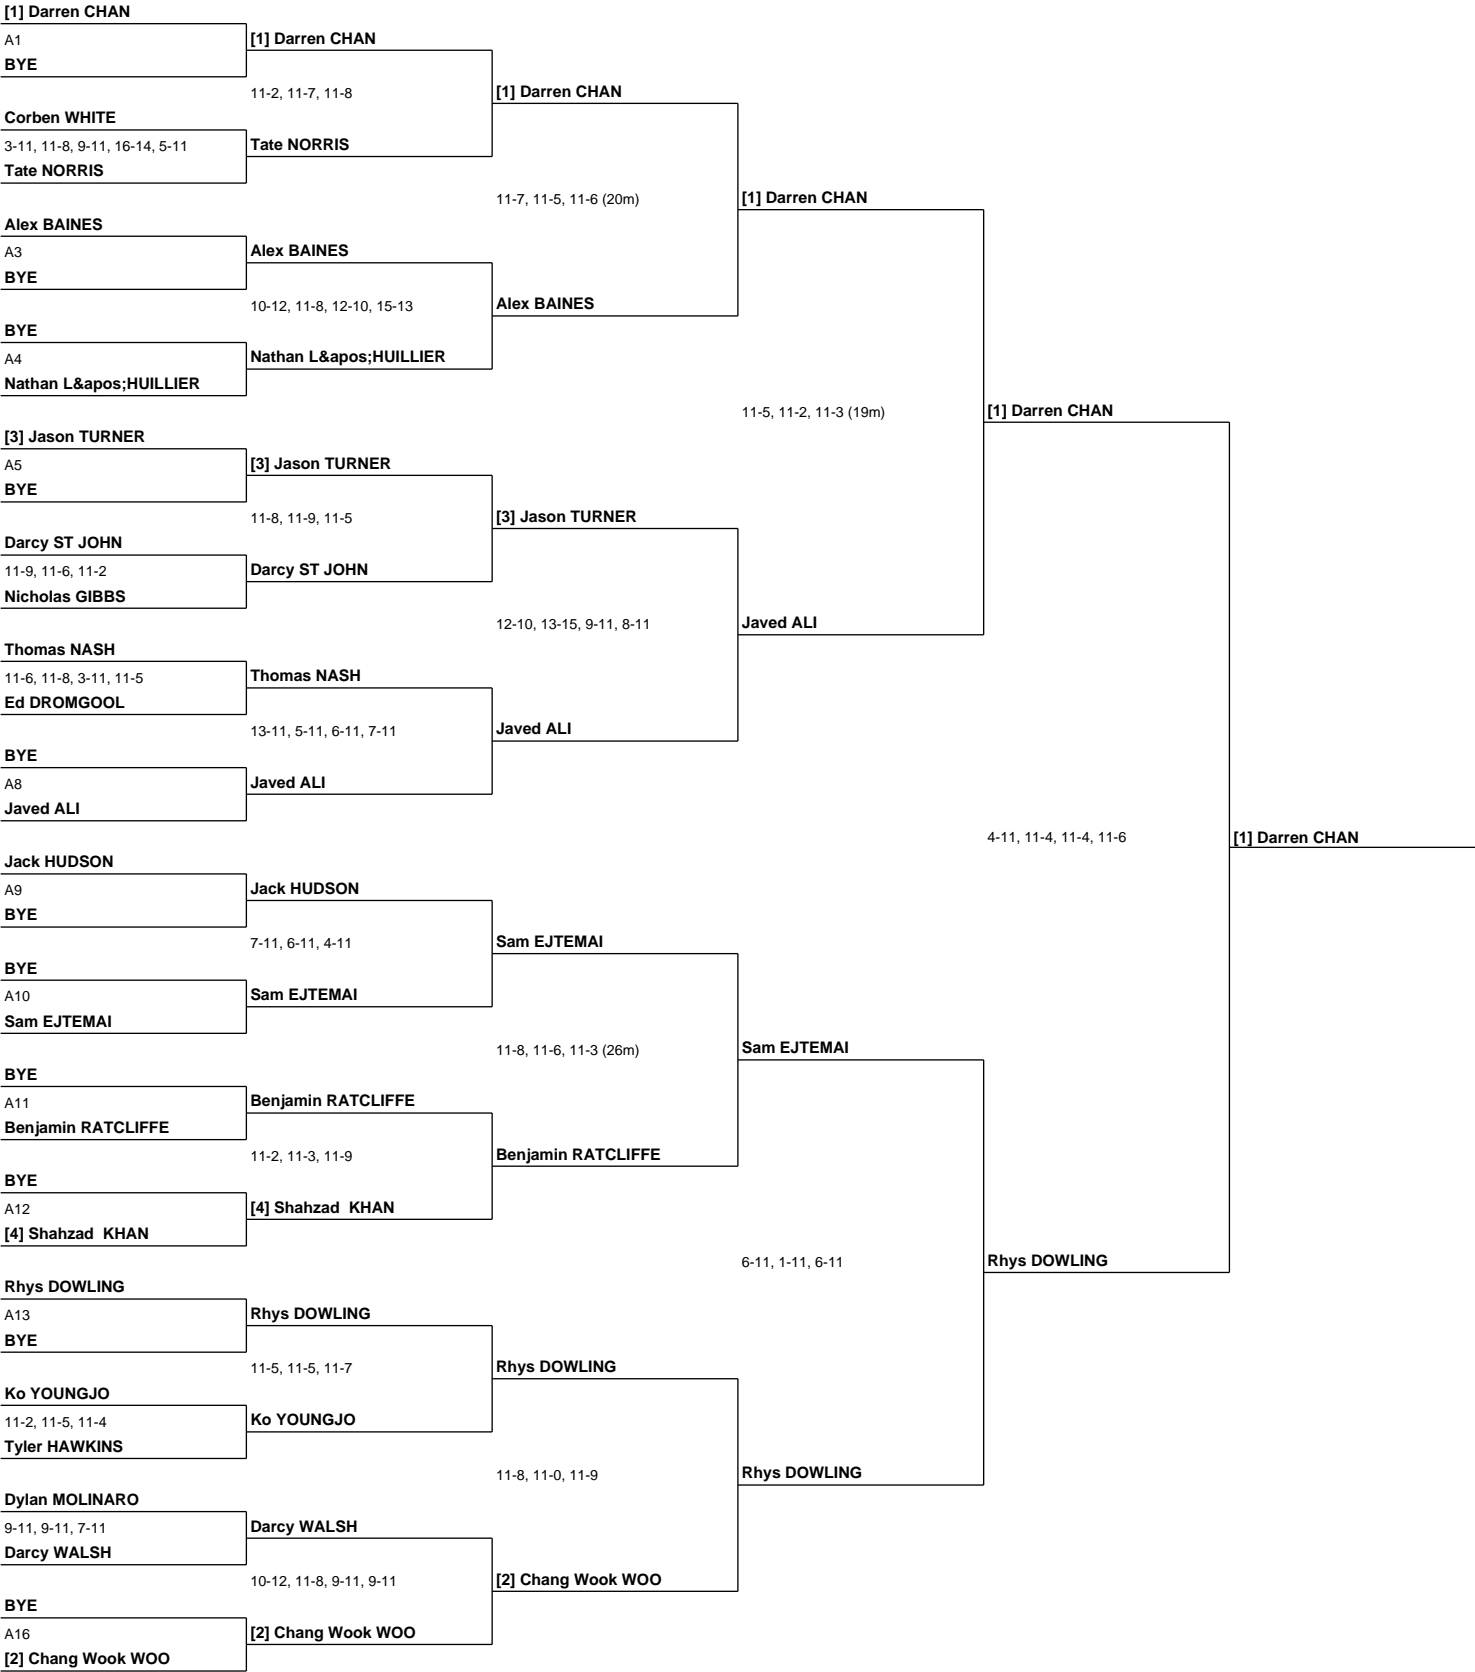 [1] Darren CHAN
A1
BYE
Corben WHITE
3-11, 11-8, 9-11, 16-14, 5-11
Tate NORRIS
Alex BAINES
A3
BYE
BYE
A4
Nathan L&apos;HUILLIER
[3] Jason TURNER
A5
BYE
Darcy ST JOHN
11-9, 11-6, 11-2
Nicholas GIBBS
Thomas NASH
11-6, 11-8, 3-11, 11-5
Ed DROMGOOL
BYE
A8
Javed ALI
Jack HUDSON
A9
BYE
BYE
A10
Sam EJTEMAI
BYE
A11
Benjamin RATCLIFFE
BYE
A12
[4] Shahzad  KHAN
Rhys DOWLING
A13
BYE
Ko YOUNGJO
11-2, 11-5, 11-4
Tyler HAWKINS
Dylan MOLINARO
9-11, 9-11, 7-11
Darcy WALSH
BYE
A16
[2] Chang Wook WOO
[1] Darren CHAN
11-2, 11-7, 11-8
Tate NORRIS
Alex BAINES
10-12, 11-8, 12-10, 15-13
Nathan L&apos;HUILLIER
[3] Jason TURNER
11-8, 11-9, 11-5
Darcy ST JOHN
Thomas NASH
13-11, 5-11, 6-11, 7-11
Javed ALI
Jack HUDSON
7-11, 6-11, 4-11
Sam EJTEMAI
Benjamin RATCLIFFE
11-2, 11-3, 11-9
[4] Shahzad  KHAN
Rhys DOWLING
11-5, 11-5, 11-7
Ko YOUNGJO
Darcy WALSH
10-12, 11-8, 9-11, 9-11
[2] Chang Wook WOO
[1] Darren CHAN
11-7, 11-5, 11-6 (20m)
Alex BAINES
[3] Jason TURNER
12-10, 13-15, 9-11, 8-11
Javed ALI
Sam EJTEMAI
11-8, 11-6, 11-3 (26m)
Benjamin RATCLIFFE
Rhys DOWLING
11-8, 11-0, 11-9
[2] Chang Wook WOO
[1] Darren CHAN
11-5, 11-2, 11-3 (19m)
Javed ALI
Sam EJTEMAI
6-11, 1-11, 6-11
Rhys DOWLING
[1] Darren CHAN
4-11, 11-4, 11-4, 11-6
Rhys DOWLING
[1] Darren CHAN